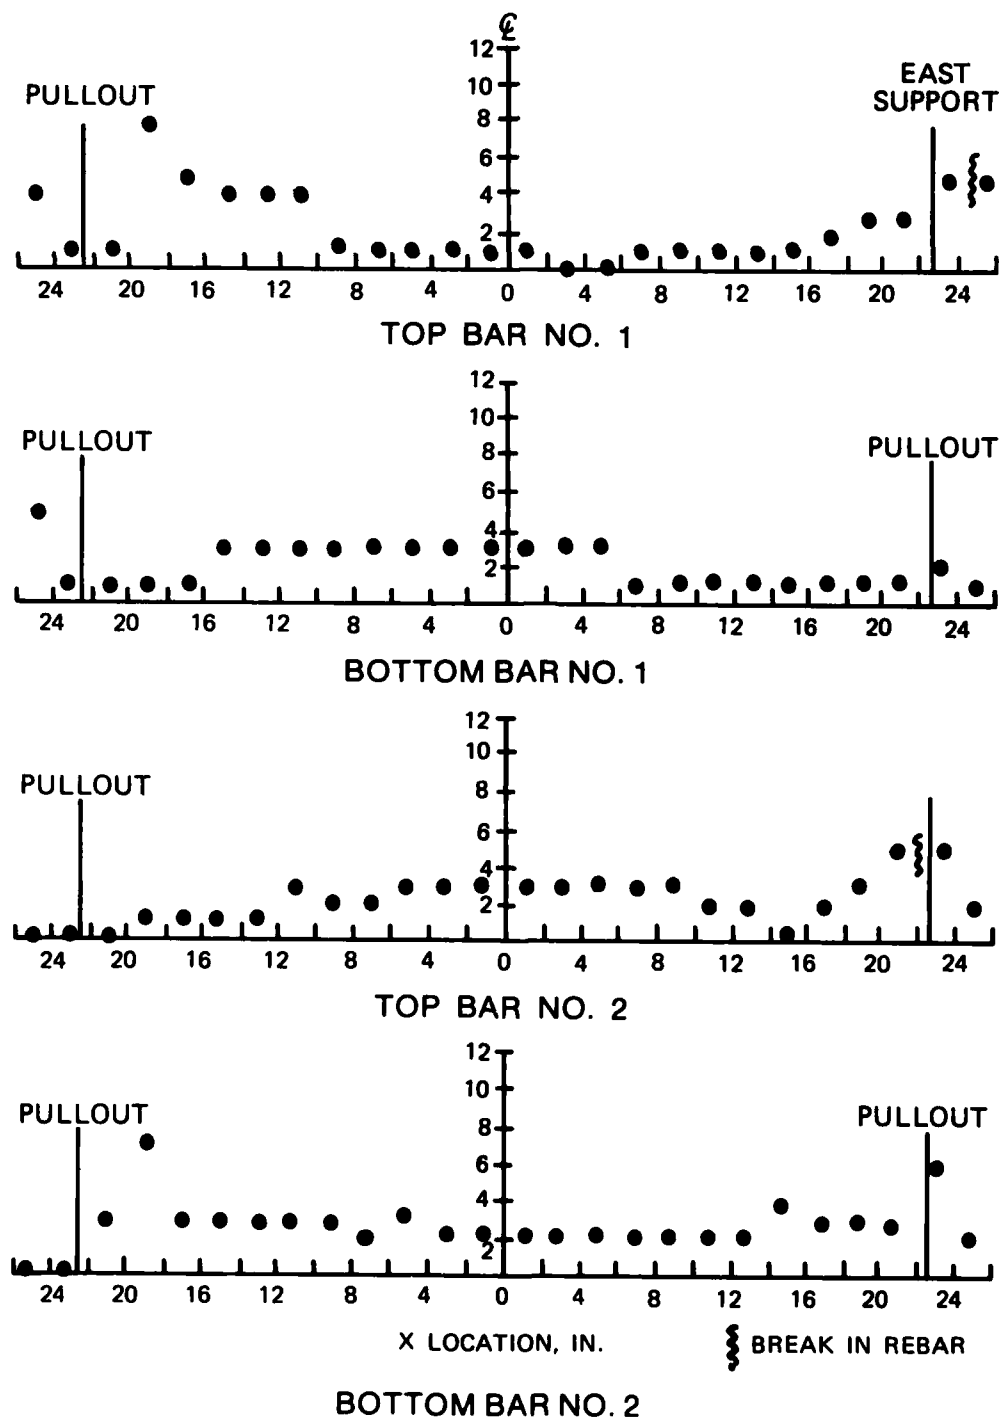 ℄
12
10
8
6
4
2
PULLOUT
EAST
SUPPORT
24 20 16 12 8 4 0 4 8 12 16 20 24
TOP BAR NO. 1
12
10
8
6
4
2
PULLOUT
PULLOUT
24 20 16 12 8 4 0 4 8 12 16 20 24
BOTTOM BAR NO. 1
12
10
8
6
4
2
PULLOUT
24 20 16 12 8 4 0 4 8 12 16 20 24
TOP BAR NO. 2
12
10
8
6
4
2
PULLOUT
PULLOUT
24 20 16 12 8 4 0 4 8 12 16 20 24
X LOCATION, IN.
BREAK IN REBAR
BOTTOM BAR NO. 2